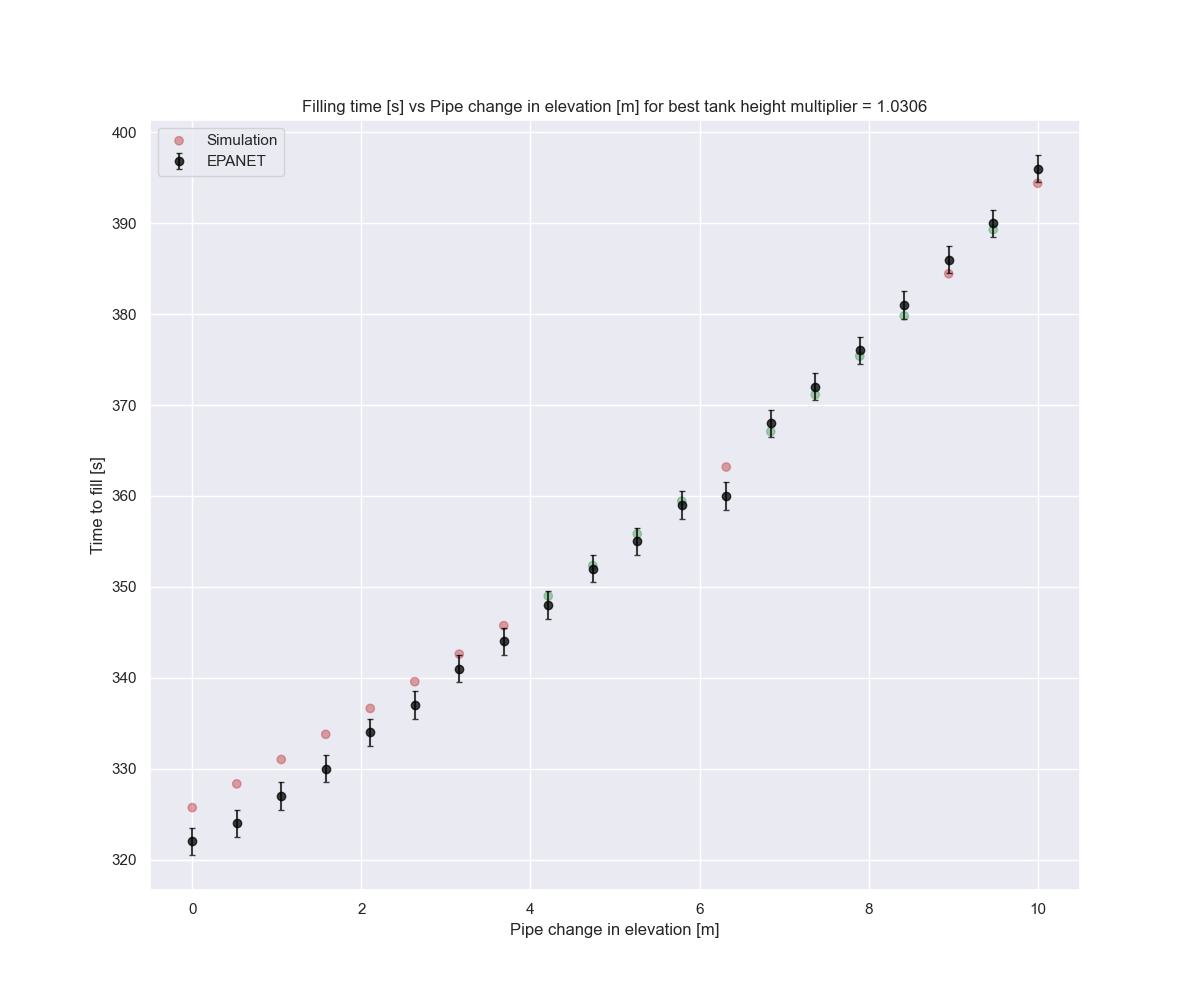 Filling time [s] vs Pipe change in elevation [m] for best tank height multiplier = 1.0306
Simulation
EPANET
400
390
380
370
360
350
340
330
320
Time to fill [s]
0 2 4 6 8 10
Pipe change in elevation [m]